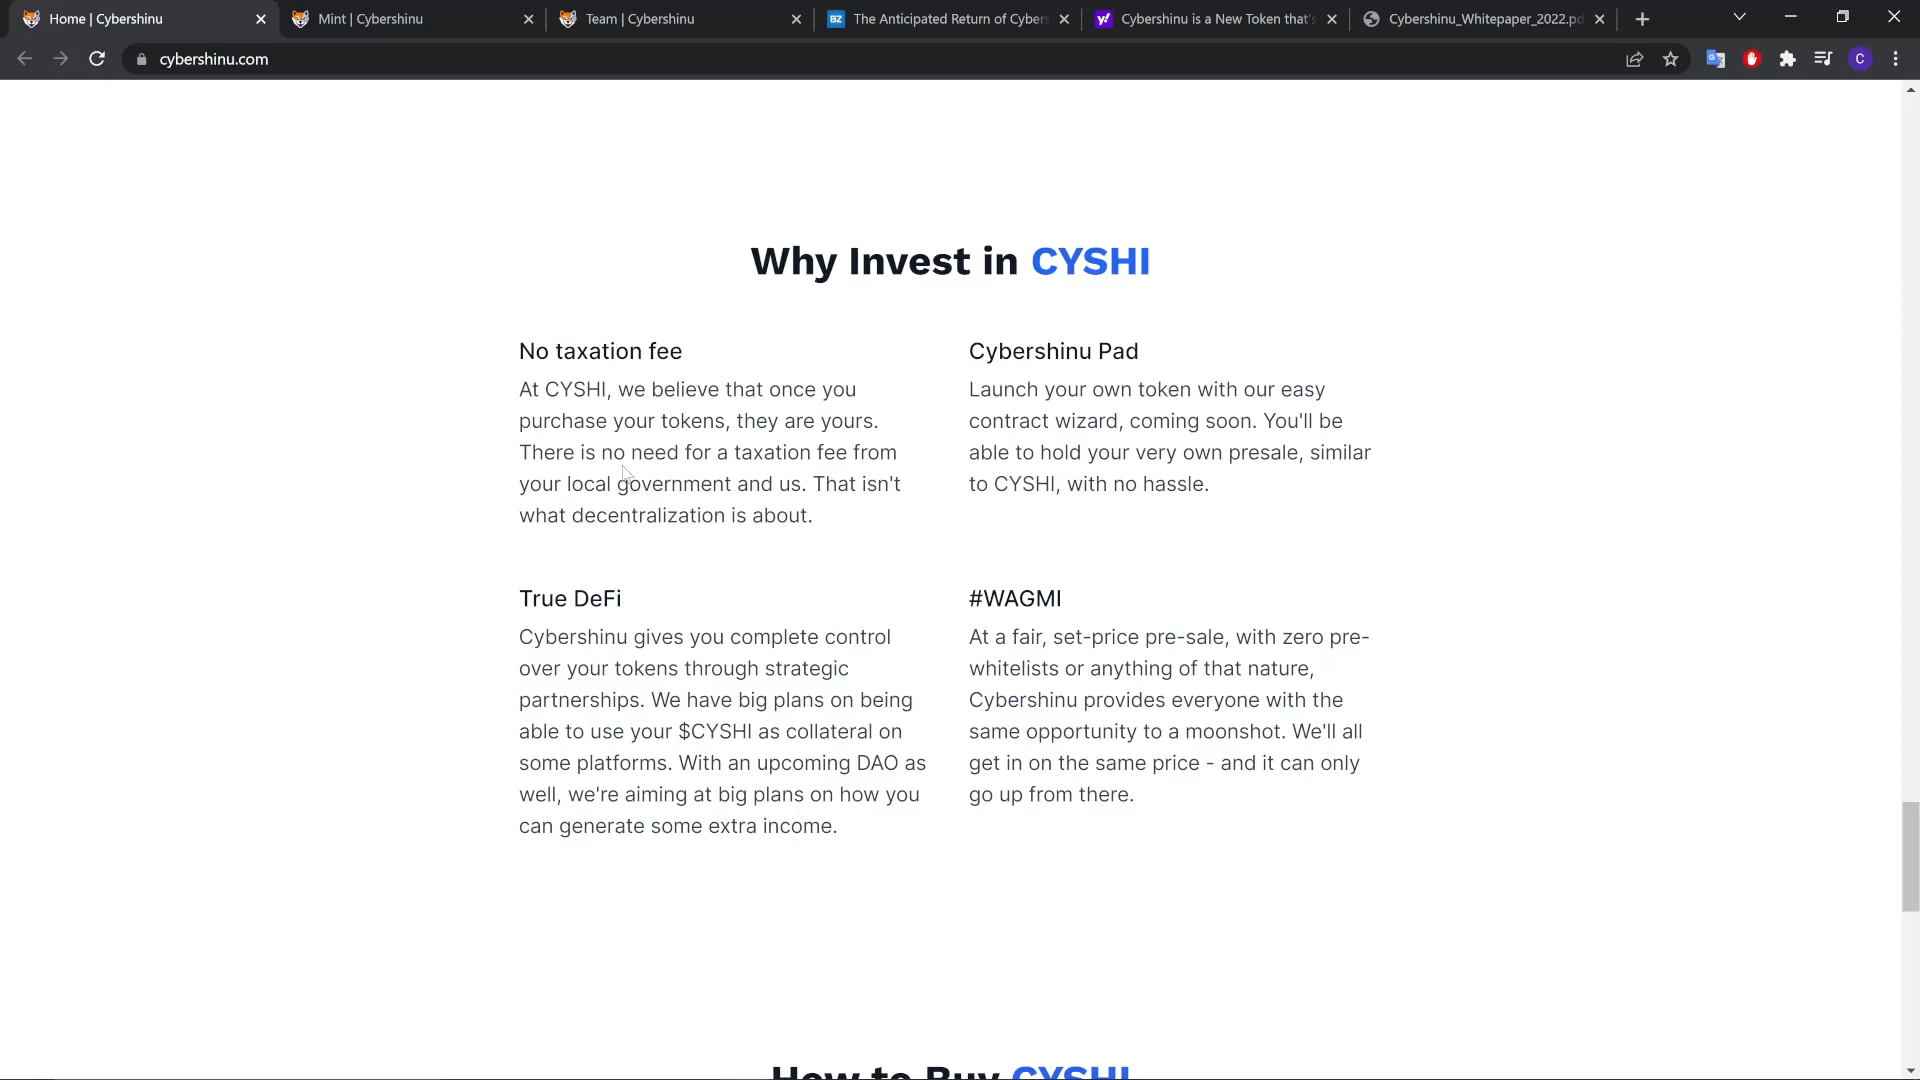 Home | Cybershinu
Mint | Cybershinu
Team | Cybershinu
BZ
The Anticipated Return of Cybers
y!
Cybershinu is a New Token that's
Cybershinu_Whitepaper_2022.pd
cybershinu.com
C
Why Invest in CYSHI
No taxation fee
At CYSHI, we believe that once you
purchase your tokens, they are yours.
There is no need for a taxation fee from
your local government and us. That isn't
what decentralization is about.
Cybershinu Pad
Launch your own token with our easy
contract wizard, coming soon. You'll be
able to hold your very own presale, similar
to CYSHI, with no hassle.
True DeFi
Cybershinu gives you complete control
over your tokens through strategic
partnerships. We have big plans on being
able to use your $CYSHI as collateral on
some platforms. With an upcoming DAO as
well, we're aiming at big plans on how you
can generate some extra income.
#WAGMI
At a fair, set-price pre-sale, with zero pre-
whitelists or anything of that nature,
Cybershinu provides everyone with the
same opportunity to a moonshot. We'll all
get in on the same price - and it can only
go up from there.
How to Buy CYSHI